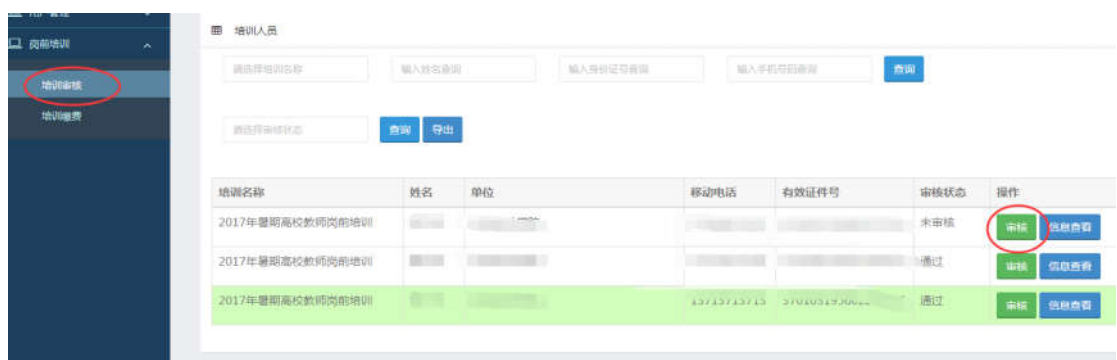 用户管理
培训人员
岗前培训
请选择培训名称 输入姓名查询 输入身份证号查询 输入手机号码查询 查询
培训审核
培训缴费
请选择审核状态 查询 导出
培训名称 姓名 单位 移动电话 有效证件号 审核状态 操作
2017年暑期高校教师岗前培训 未审核 审核 信息查看
2017年暑期高校教师岗前培训 通过 审核 信息查看
2017年暑期高校教师岗前培训 通过 审核 信息查看